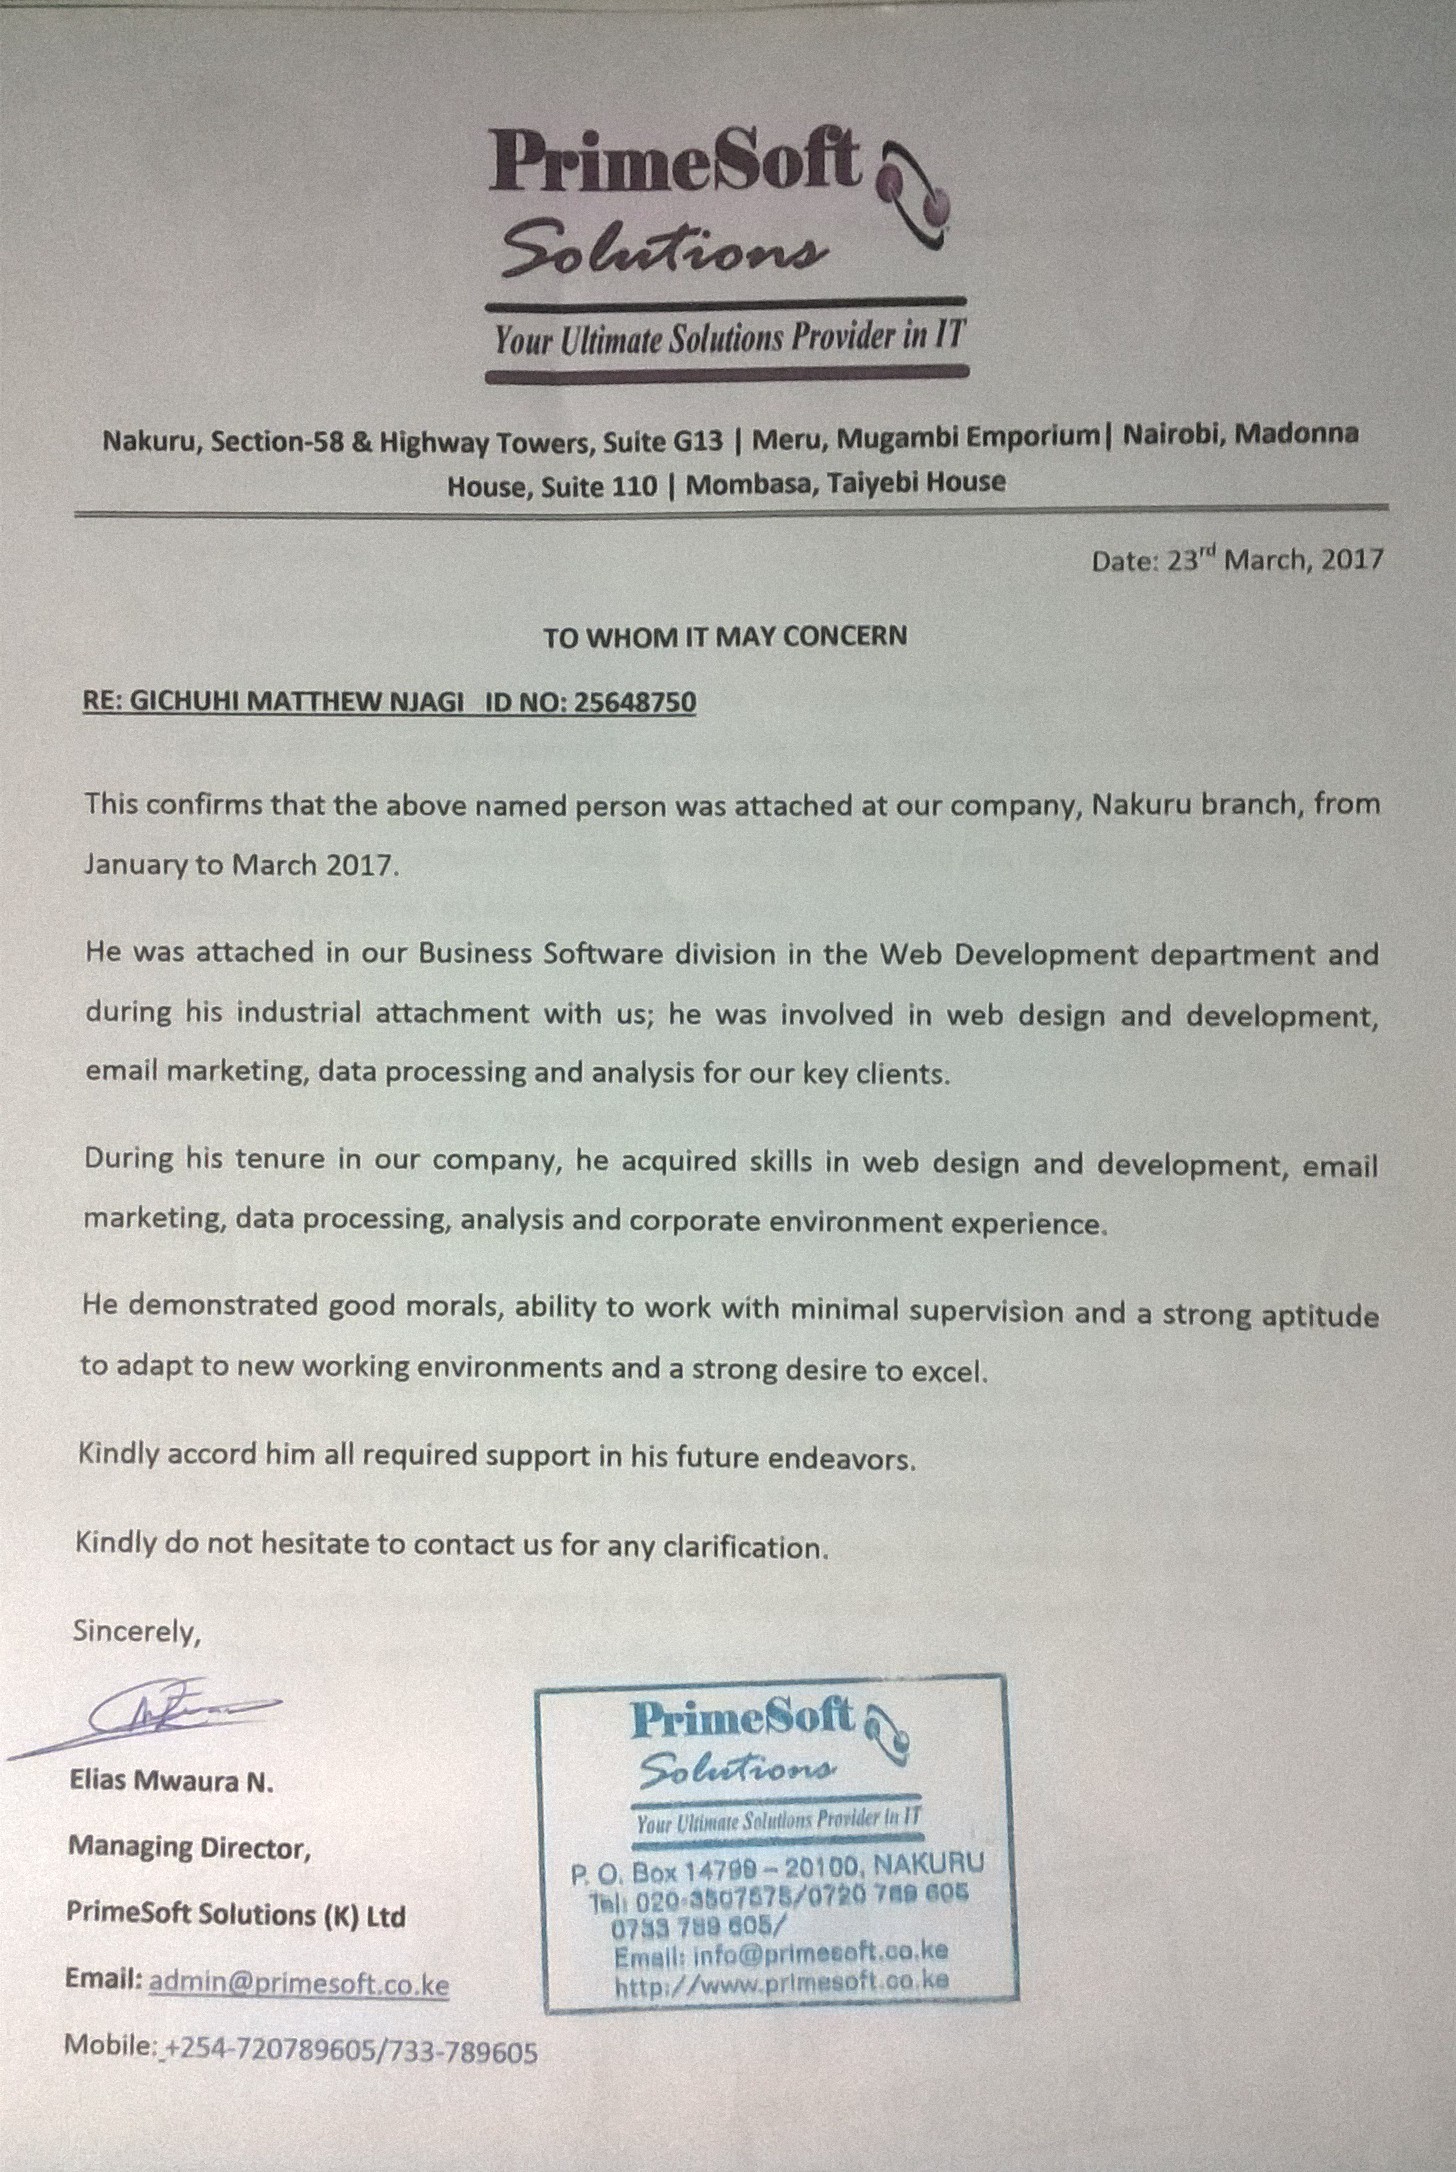 PrimeSoft
Solutions
Your Ultimate Solutions Provider in IT
Nakuru, Section-58 & Highway Towers, Suite G13 | Meru, Mugambi Emporium| Nairobi, Madonna
House, Suite 110 | Mombasa, Taiyebi House
Date: 23rd March, 2017
TO WHOM IT MAY CONCERN
RE: GICHUHI MATTHEW NJAGI ID NO: 25648750
This confirms that the above named person was attached at our company, Nakuru branch, from
January to March 2017.
He was attached in our Business Software division in the Web Development department and
during his industrial attachment with us; he was involved in web design and development,
email marketing, data processing and analysis for our key clients.
During his tenure in our company, he acquired skills in web design and development, email
marketing, data processing, analysis and corporate environment experience.
He demonstrated good morals, ability to work with minimal supervision and a strong aptitude
to adapt to new working environments and a strong desire to excel.
Kindly accord him all required support in his future endeavors.
Kindly do not hesitate to contact us for any clarification.
Sincerely,
Elias Mwaura N.
Managing Director,
PrimeSoft Solutions (K) Ltd
Email: admin@primesoft.co.ke
Mobile: +254-720789605/733-789605
PrimeSoft
Solutions
Your Ultimate Solutions Provider in IT
P. O. Box – 20100, NAKURU
Tel:
0733 789 605/
Email: info@primesoft.co.ke
http://www.primesoft.co.ke